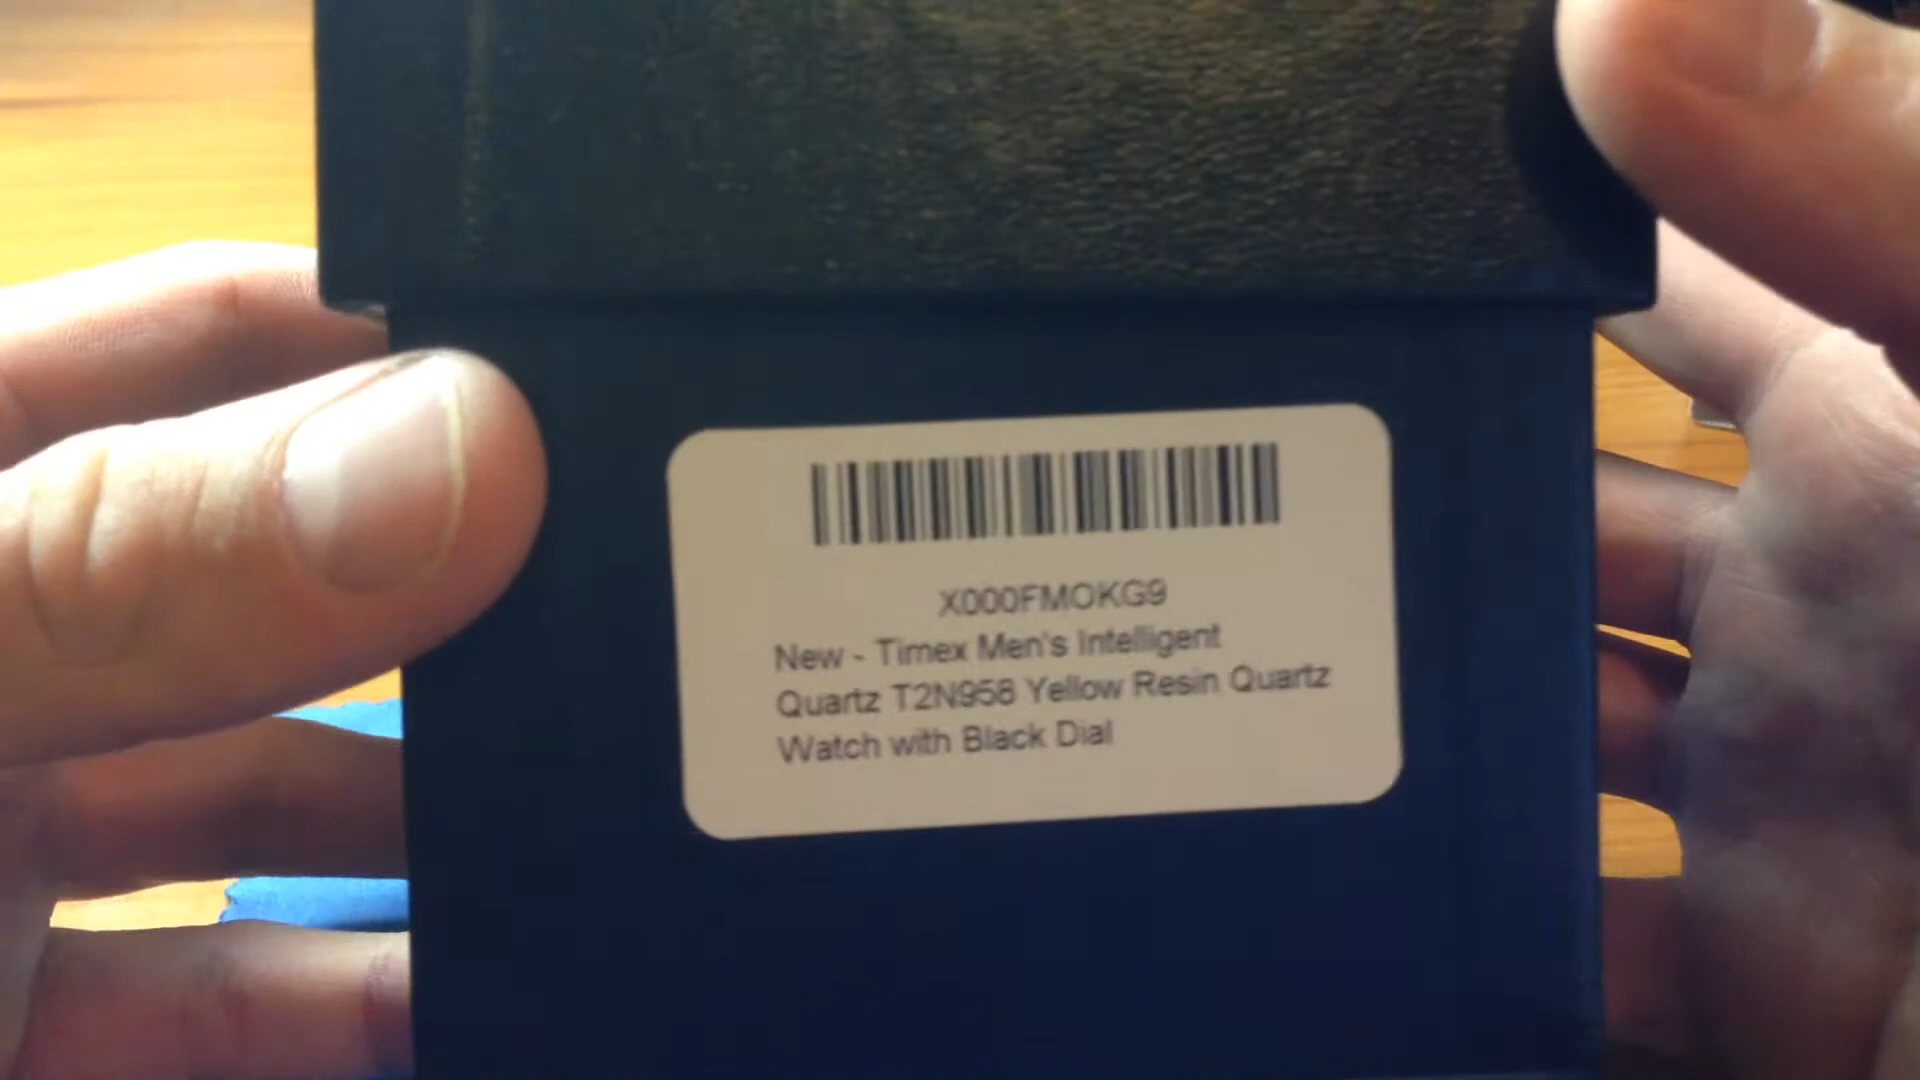 X000FMOKG9
New - Timex Men's Intelligent
Quartz T2N958 Yellow Resin Quartz
Watch with Black Dial